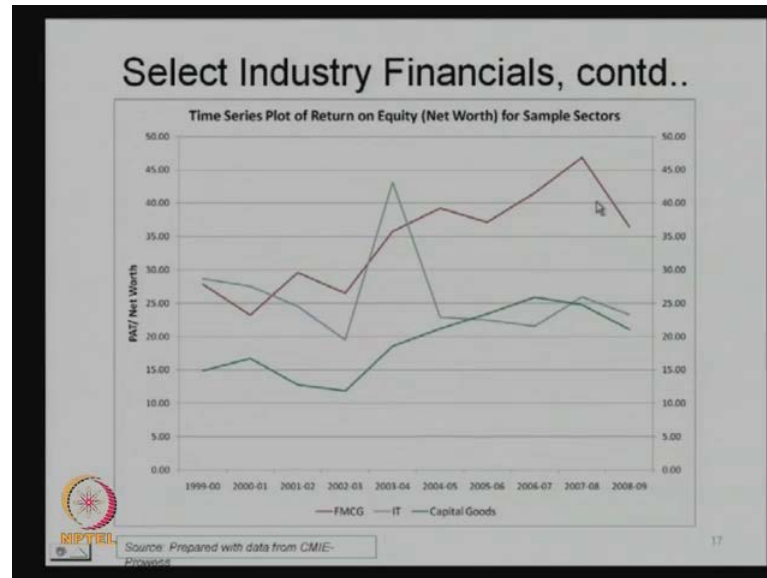 Select Industry Financials, contd..
Time Series Plot of Return on Equity (Net Worth) for Sample Sectors
50.00 50.00
45.00 45.00
40.00 40.00
35.00 35.00
30.00 30.00
25.00 25.00
20.00 20.00
15.00 15.00
10.00 10.00
5.00 5.00
0.00 0.00
PAT/ Net Worth
1999-00 2000-01 2001-02 2002-03 2003-04 2004-05 2005-06 2006-07 2007-08 2008-09
FMCG IT Capital Goods
NPTEL
Source: Prepared with data from CMIE-
Prowess
17